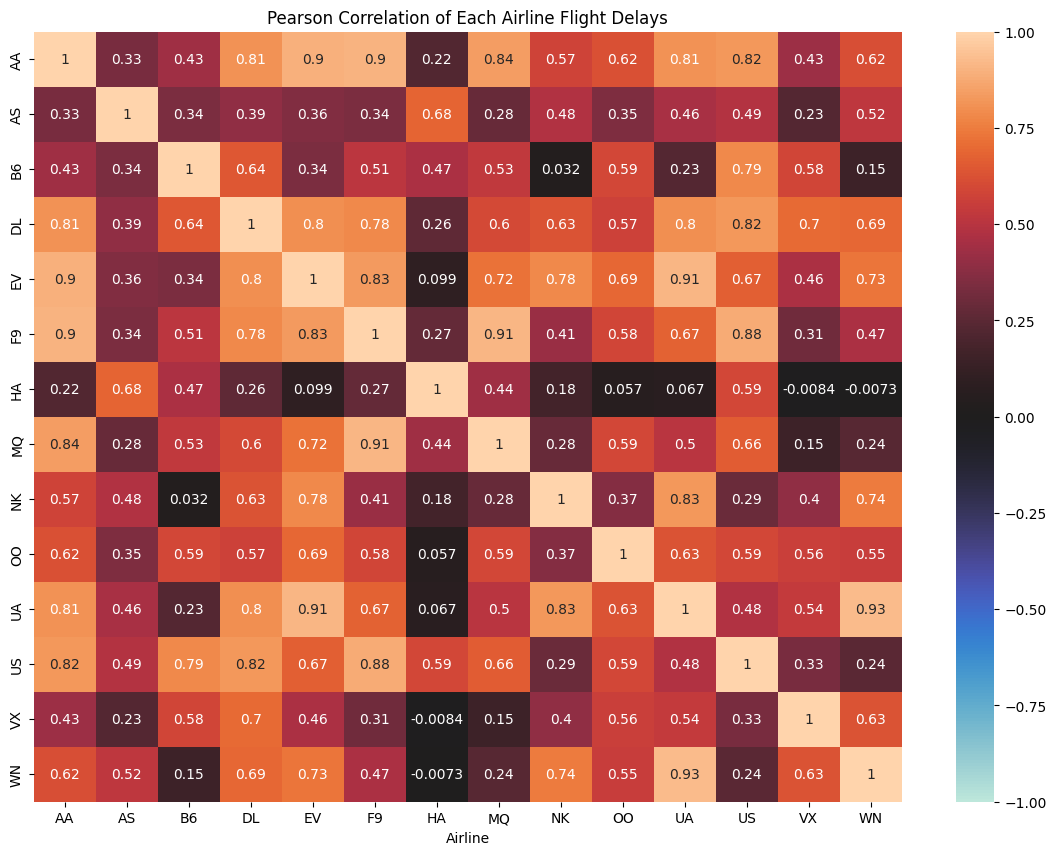 Pearson Correlation of Each Airline Flight Delays
AA 1 0.33 0.43 0.81 0.9 0.9 0.22 0.84 0.57 0.62 0.81 0.82 0.43 0.62
AS 0.33 1 0.34 0.39 0.36 0.34 0.68 0.28 0.48 0.35 0.46 0.49 0.23 0.52
B6 0.43 0.34 1 0.64 0.34 0.51 0.47 0.53 0.032 0.59 0.23 0.79 0.58 0.15
DL 0.81 0.39 0.64 1 0.8 0.78 0.26 0.6 0.63 0.57 0.8 0.82 0.7 0.69
EV 0.9 0.36 0.34 0.8 1 0.83 0.099 0.72 0.78 0.69 0.91 0.67 0.46 0.73
F9 0.9 0.34 0.51 0.78 0.83 1 0.27 0.91 0.41 0.58 0.67 0.88 0.31 0.47
HA 0.22 0.68 0.47 0.26 0.099 0.27 1 0.44 0.18 0.057 0.067 0.59 -0.0084 -0.0073
MQ 0.84 0.28 0.53 0.6 0.72 0.91 0.44 1 0.28 0.59 0.5 0.66 0.15 0.24
NK 0.57 0.48 0.032 0.63 0.78 0.41 0.18 0.28 1 0.37 0.83 0.29 0.4 0.74
OO 0.62 0.35 0.59 0.57 0.69 0.58 0.057 0.59 0.37 1 0.63 0.59 0.56 0.55
UA 0.81 0.46 0.23 0.8 0.91 0.67 0.067 0.5 0.83 0.63 1 0.48 0.54 0.93
US 0.82 0.49 0.79 0.82 0.67 0.88 0.59 0.66 0.29 0.59 0.48 1 0.33 0.24
VX 0.43 0.23 0.58 0.7 0.46 0.31 -0.0084 0.15 0.4 0.56 0.54 0.33 1 0.63
WN 0.62 0.52 0.15 0.69 0.73 0.47 -0.0073 0.24 0.74 0.55 0.93 0.24 0.63 1
AA AS B6 DL EV F9 HA MQ NK OO UA US VX WN
Airline
1.00
0.75
0.50
0.25
0.00
−0.25
−0.50
−0.75
−1.00